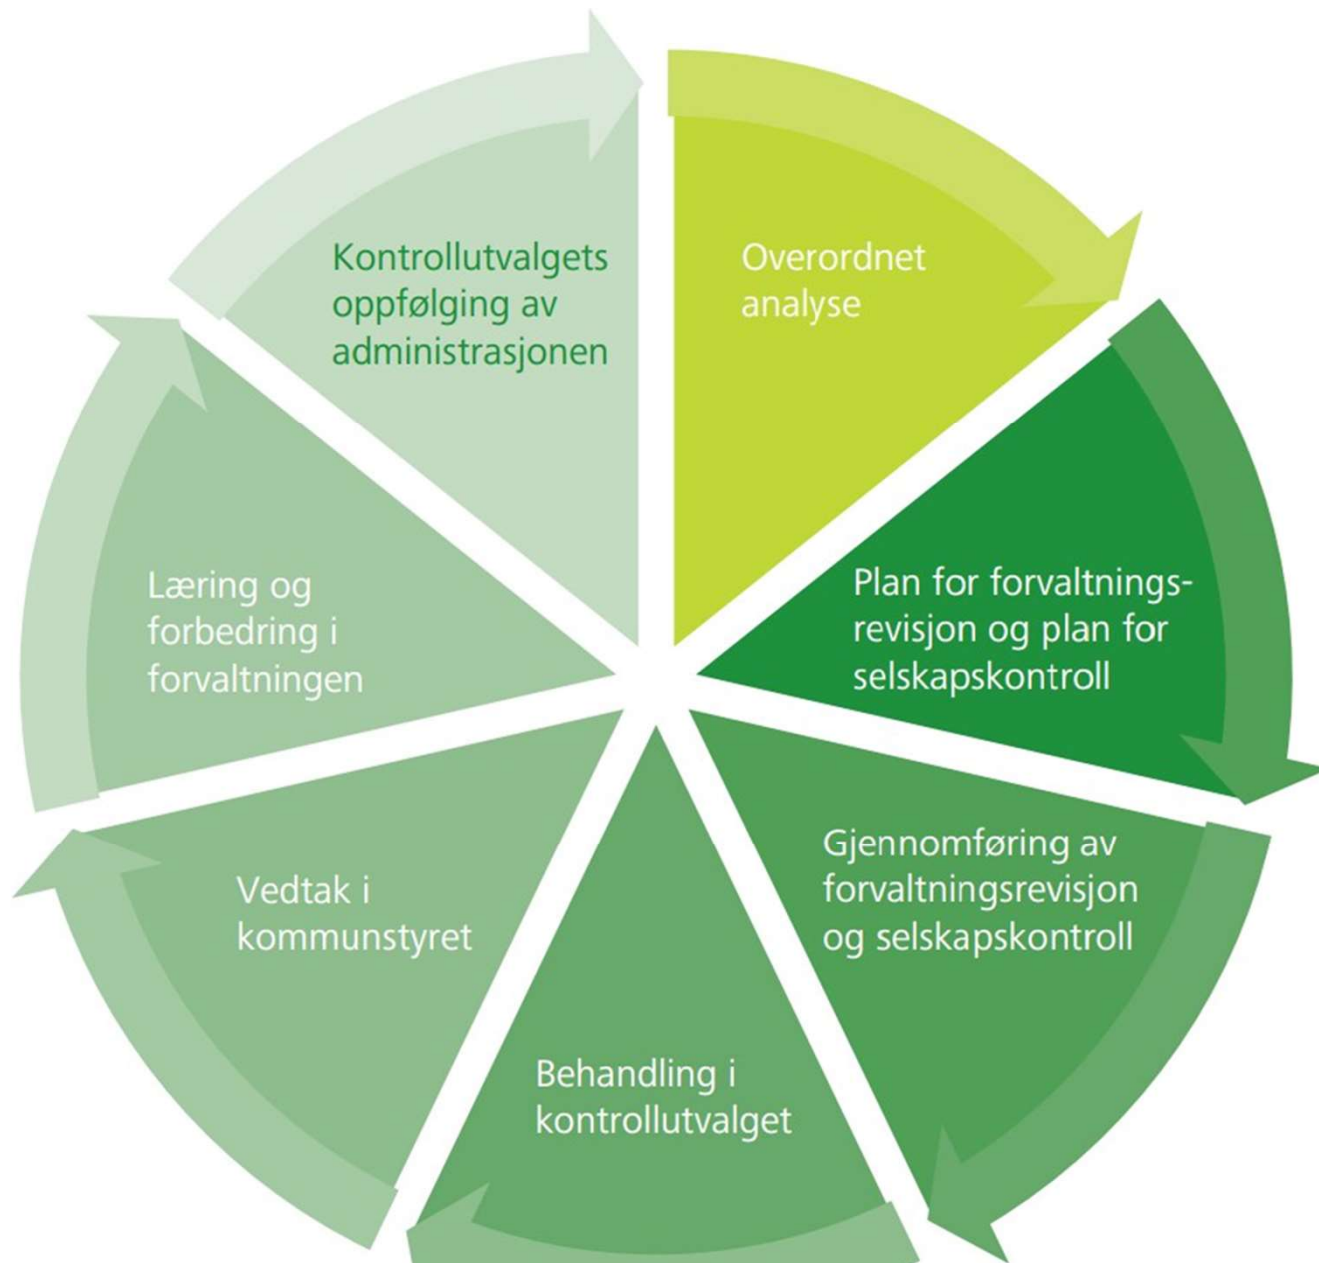 Overordnet
analyse
Plan for forvaltnings-
revisjon og plan for
selskapskontroll
Gjennomføring av
forvaltningsrevisjon
og selskapskontroll
Behandling i
kontrollutvalget
Vedtak i
kommunstyret
Læring og
forbedring i
forvaltningen
Kontrollutvalgets
oppfølging av
administrasjonen